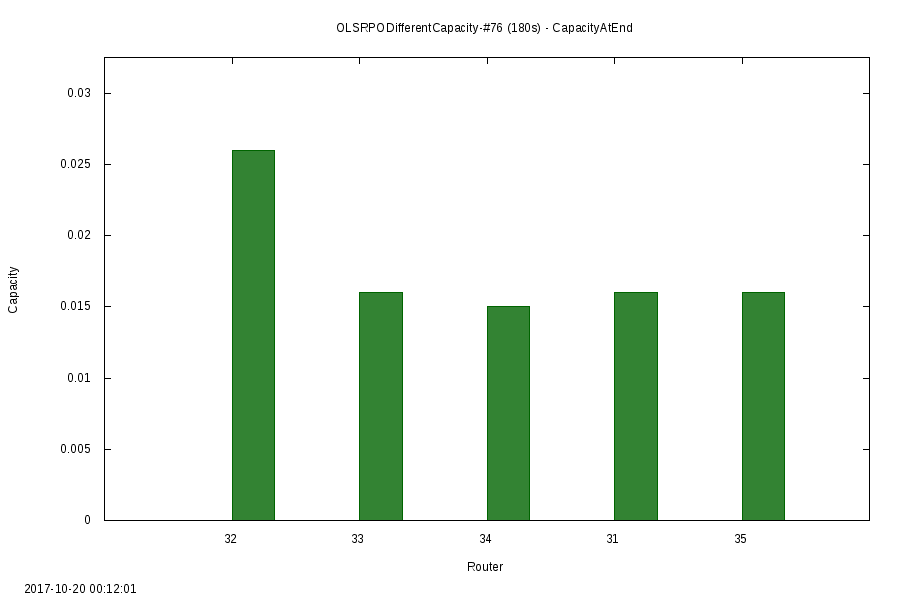 OLSRPODifferentCapacity-#76 (180s) - CapacityAtEnd
0.03
0.025
0.02
0.015
0.01
0.005
0
Capacity
32 33 34 31 35
Router
2017-10-20 00:12:01